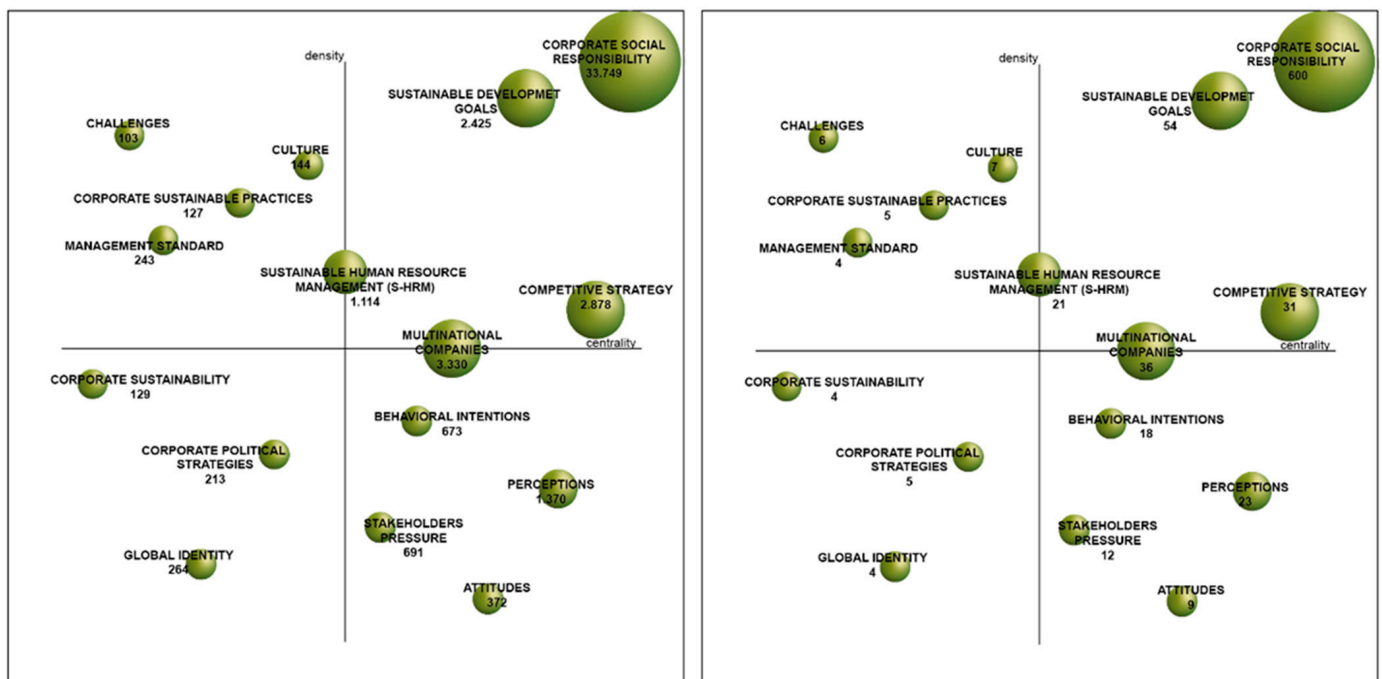 density
CORPORATE SOCIAL
RESPONSIBILITY
33.749
SUSTAINABLE DEVELOPMET
GOALS
2.425
CHALLENGES
103
CULTURE
144
CORPORATE SUSTAINABLE PRACTICES
127
MANAGEMENT STANDARD
243
SUSTAINABLE HUMAN RESOURCE
MANAGEMENT (S-HRM)
1.114
COMPETITIVE STRATEGY
2.878
MULTINATIONAL
COMPANIES
3.330
centrality
CORPORATE SUSTAINABILITY
129
BEHAVIORAL INTENTIONS
673
CORPORATE POLITICAL
STRATEGIES
213
PERCEPTIONS
1.370
STAKEHOLDERS
PRESSURE
691
GLOBAL IDENTITY
264
ATTITUDES
372
density
CORPORATE SOCIAL
RESPONSIBILITY
600
SUSTAINABLE DEVELOPMET
GOALS
54
CHALLENGES
6
CULTURE
7
CORPORATE SUSTAINABLE PRACTICES
5
MANAGEMENT STANDARD
4
SUSTAINABLE HUMAN RESOURCE
MANAGEMENT (S-HRM)
21
COMPETITIVE STRATEGY
31
MULTINATIONAL
COMPANIES
36
centrality
CORPORATE SUSTAINABILITY
4
BEHAVIORAL INTENTIONS
18
CORPORATE POLITICAL
STRATEGIES
5
PERCEPTIONS
23
STAKEHOLDERS
PRESSURE
12
GLOBAL IDENTITY
4
ATTITUDES
9